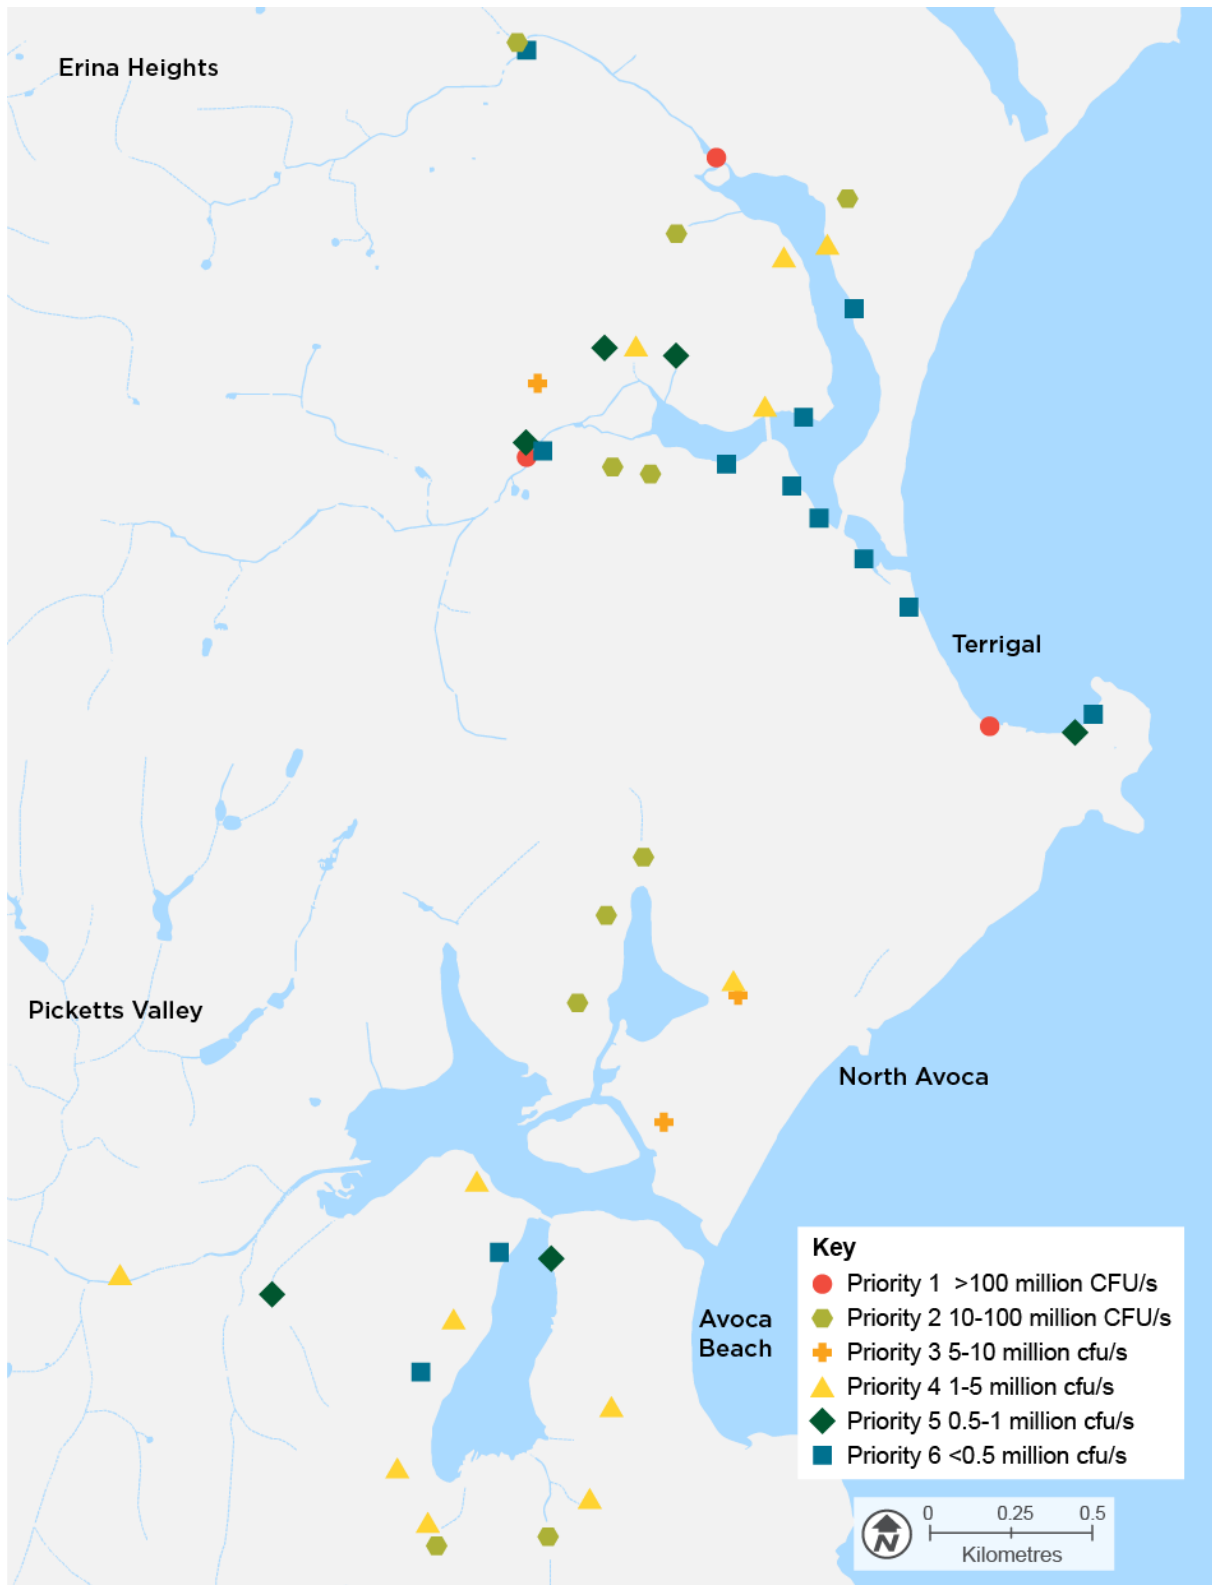 Erina Heights
Terrigal
Picketts Valley
North Avoca
Avoca
Beach
Key
Priority 1  >100 million CFU/s
Priority 2 10-100 million CFU/s
Priority 3 5-10 million cfu/s
Priority 4 1-5 million cfu/s
Priority 5 0.5-1 million cfu/s
Priority 6 <0.5 million cfu/s
N
0 0.25 0.5
Kilometres